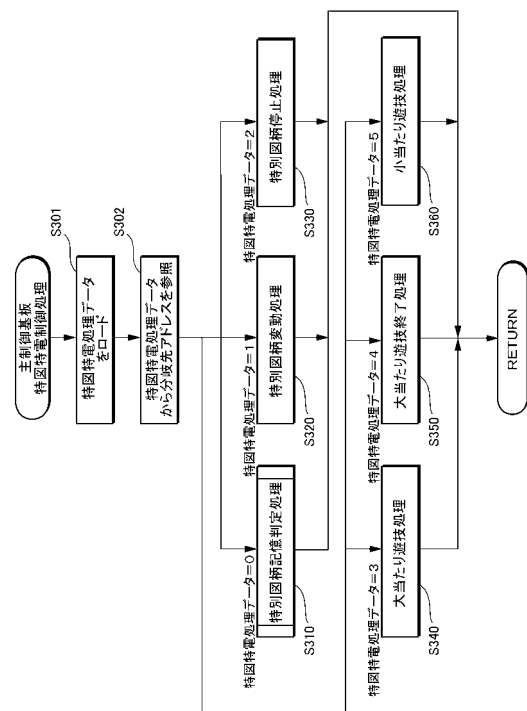 主制御基板
特図特電制御処理
S301
特図特電処理データ
をロード
S302
特図特電処理データ
から分岐先アドレスを参照
特図特電処理データ=0
特別図柄記憶判定処理
S310
特図特電処理データ=1
特別図柄変動処理
S320
特図特電処理データ=2
特別図柄停止処理
S330
特図特電処理データ=3
大当たり遊技処理
S340
特図特電処理データ=4
大当たり遊技終了処理
S350
特図特電処理データ=5
小当たり遊技処理
S360
RETURN